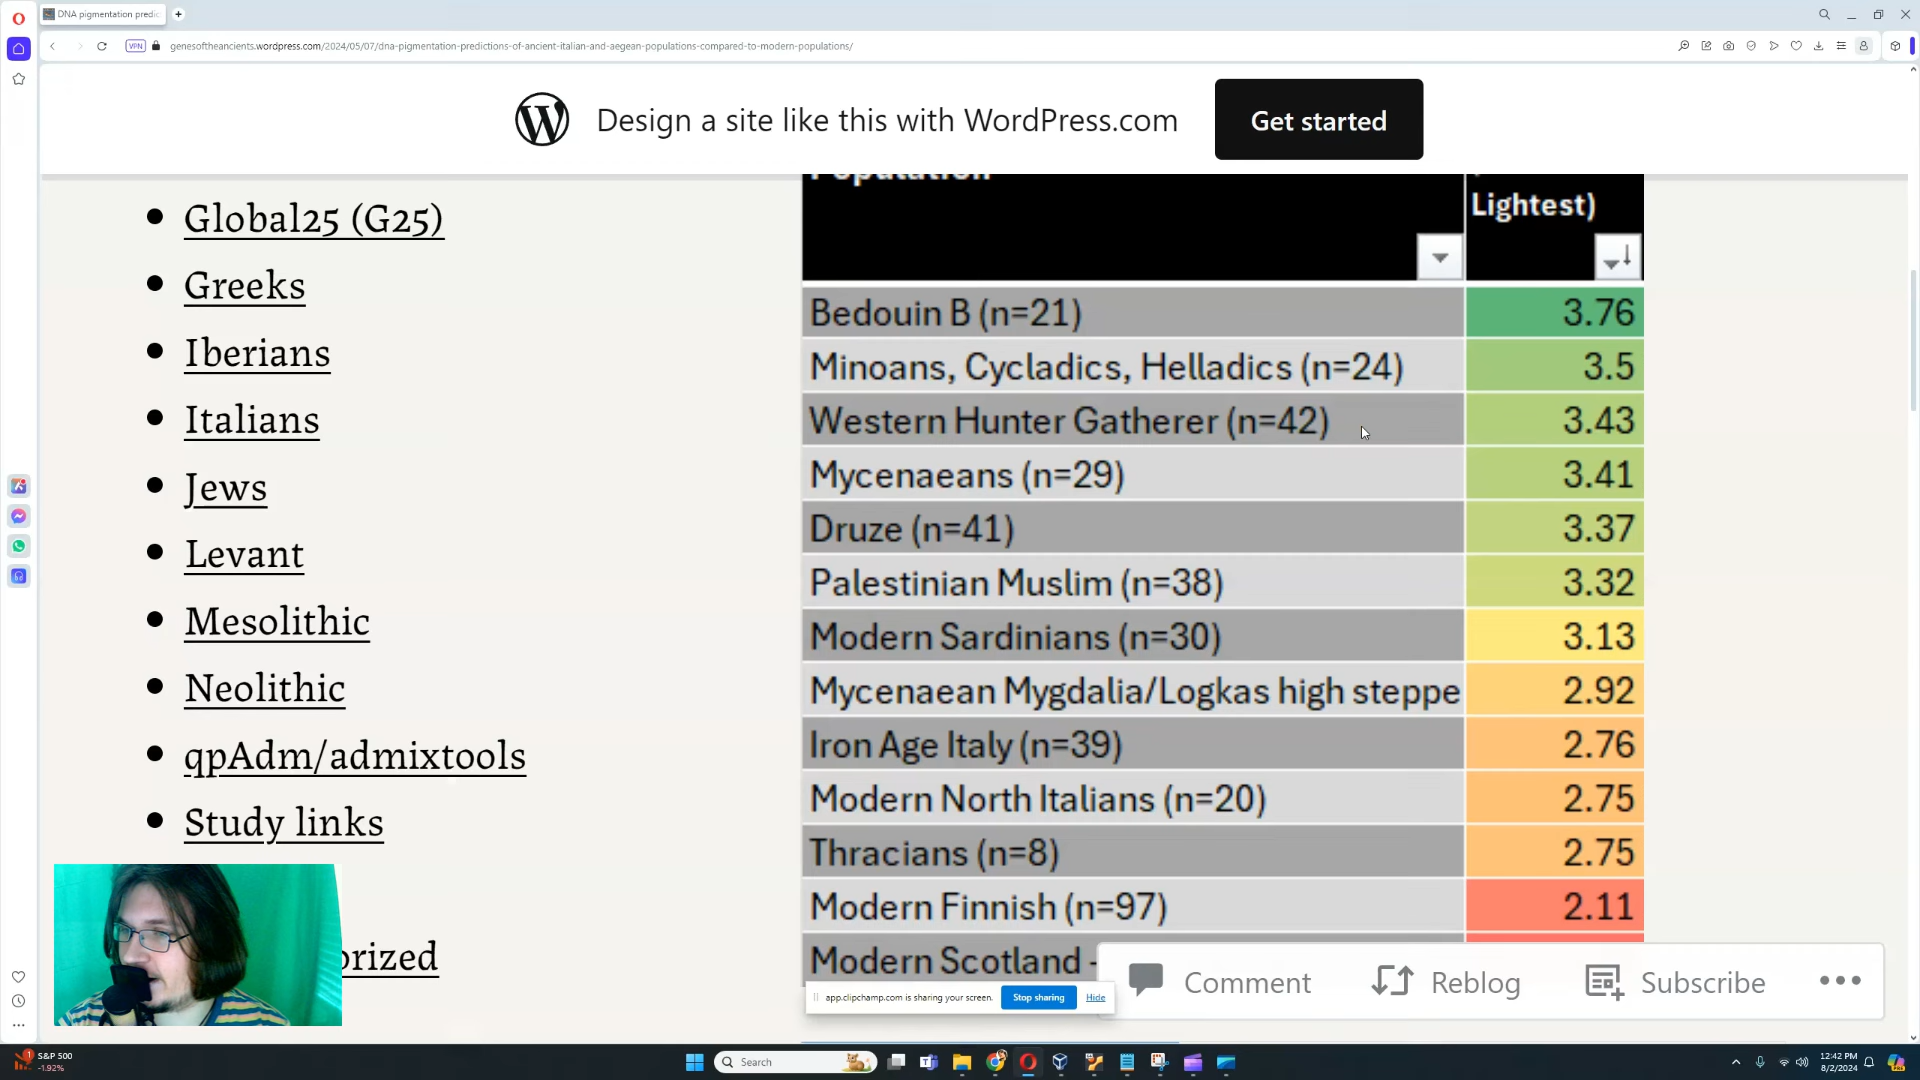 DNA pigmentation predic
VPN
genesoftheancients.wordpress.com/2024/05/07/dna-pigmentation-predictions-of-ancient-italian-and-aegean-populations-compared-to-modern-populations/
Design a site like this with WordPress.com
Get started
Global25 (G25)
Greeks
Iberians
Italians
Jews
Levant
Mesolithic
Neolithic
qpAdm/admixtools
Study links
orized
Population
Lightest)
Bedouin B (n=21) 3.76
Minoans, Cycladics, Helladics (n=24) 3.5
Western Hunter Gatherer (n=42) 3.43
Mycenaeans (n=29) 3.41
Druze (n=41) 3.37
Palestinian Muslim (n=38) 3.32
Modern Sardinians (n=30) 3.13
Mycenaean Mygdalia/Logkas high steppe 2.92
Iron Age Italy (n=39) 2.76
Modern North Italians (n=20) 2.75
Thracians (n=8) 2.75
Modern Finnish (n=97) 2.11
Modern Scotland -
Comment
Reblog
Subscribe
app.clipchamp.com is sharing your screen.
Stop sharing
Hide
S&P 500
-1.92%
Search
12:42 PM
8/2/2024